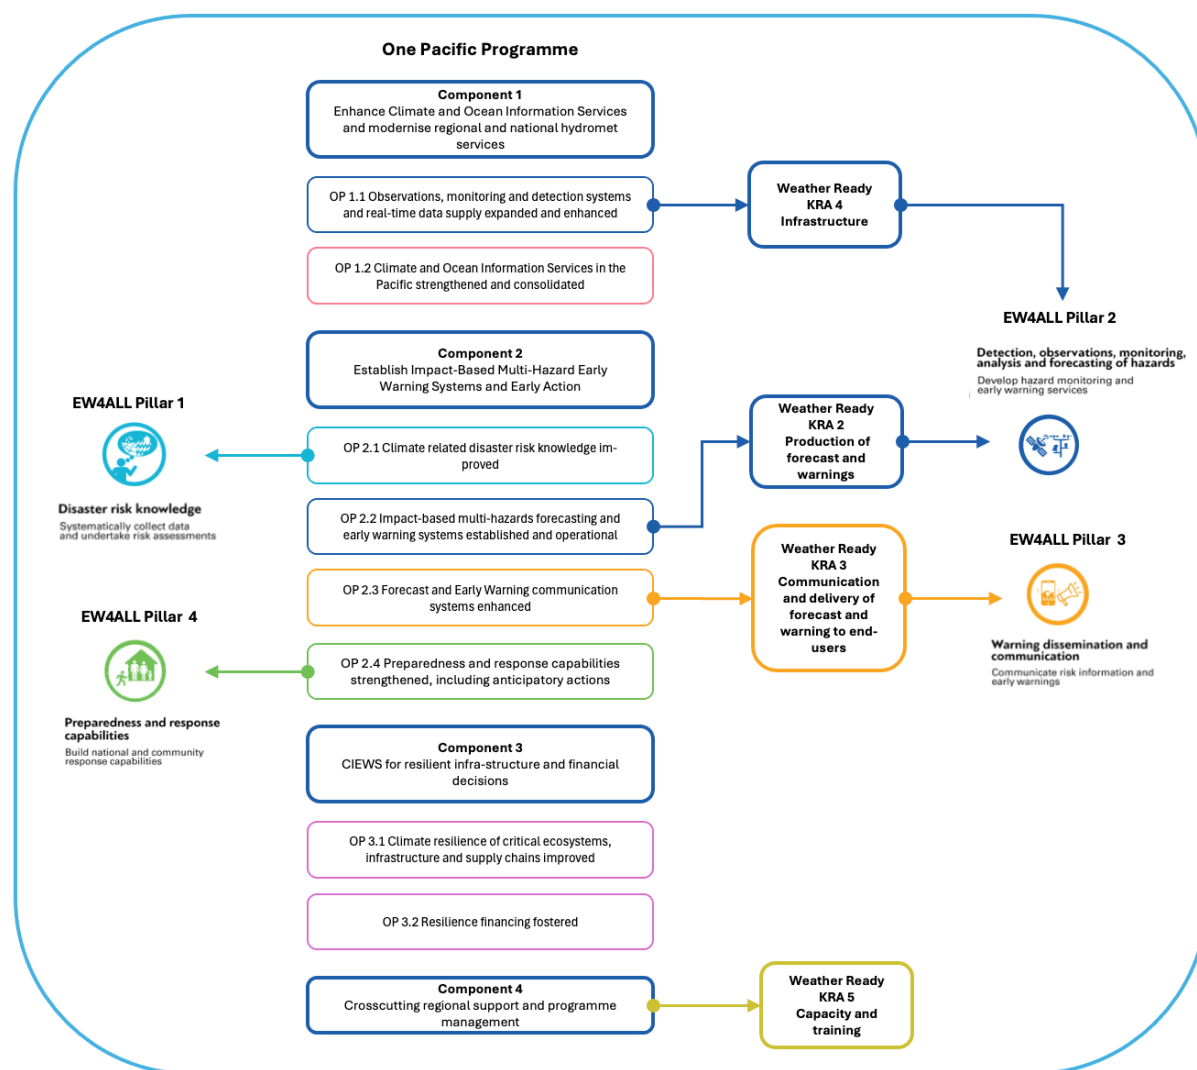 One Pacific Programme
Component 1
Enhance Climate and Ocean Information Services
and modernise regional and national hydromet
services
OP 1.1 Observations, monitoring and detection systems
and real-time data supply expanded and enhanced
Weather Ready
KRA 4
Infrastructure
OP 1.2 Climate and Ocean Information Services in the
Pacific strengthened and consolidated
EW4ALL Pillar 2
Detection, observations, monitoring,
analysis and forecasting of hazards
Develop hazard monitoring and
early warning services
Component 2
Establish Impact-Based Multi-Hazard Early
Warning Systems and Early Action
EW4ALL Pillar 1
Disaster risk knowledge
Systematically collect data
and undertake risk assessments
OP 2.1 Climate related disaster risk knowledge im-
proved
Weather Ready
KRA 2
Production of
forecast and
warnings
OP 2.2 Impact-based multi-hazards forecasting and
early warning systems established and operational
OP 2.3 Forecast and Early Warning communication
systems enhanced
Weather Ready
KRA 3
Communication
and delivery of
forecast and
warning to end-
users
EW4ALL Pillar 3
Warning dissemination and
communication
Communicate risk information and
early warnings
EW4ALL Pillar 4
Preparedness and response
capabilities
Build national and community
response capabilities
OP 2.4 Preparedness and response capabilities
strengthened, including anticipatory actions
Component 3
CIEWS for resilient infra-structure and financial
decisions
OP 3.1 Climate resilience of critical ecosystems,
infrastructure and supply chains improved
OP 3.2 Resilience financing fostered
Component 4
Crosscutting regional support and programme
management
Weather Ready
KRA 5
Capacity and
training